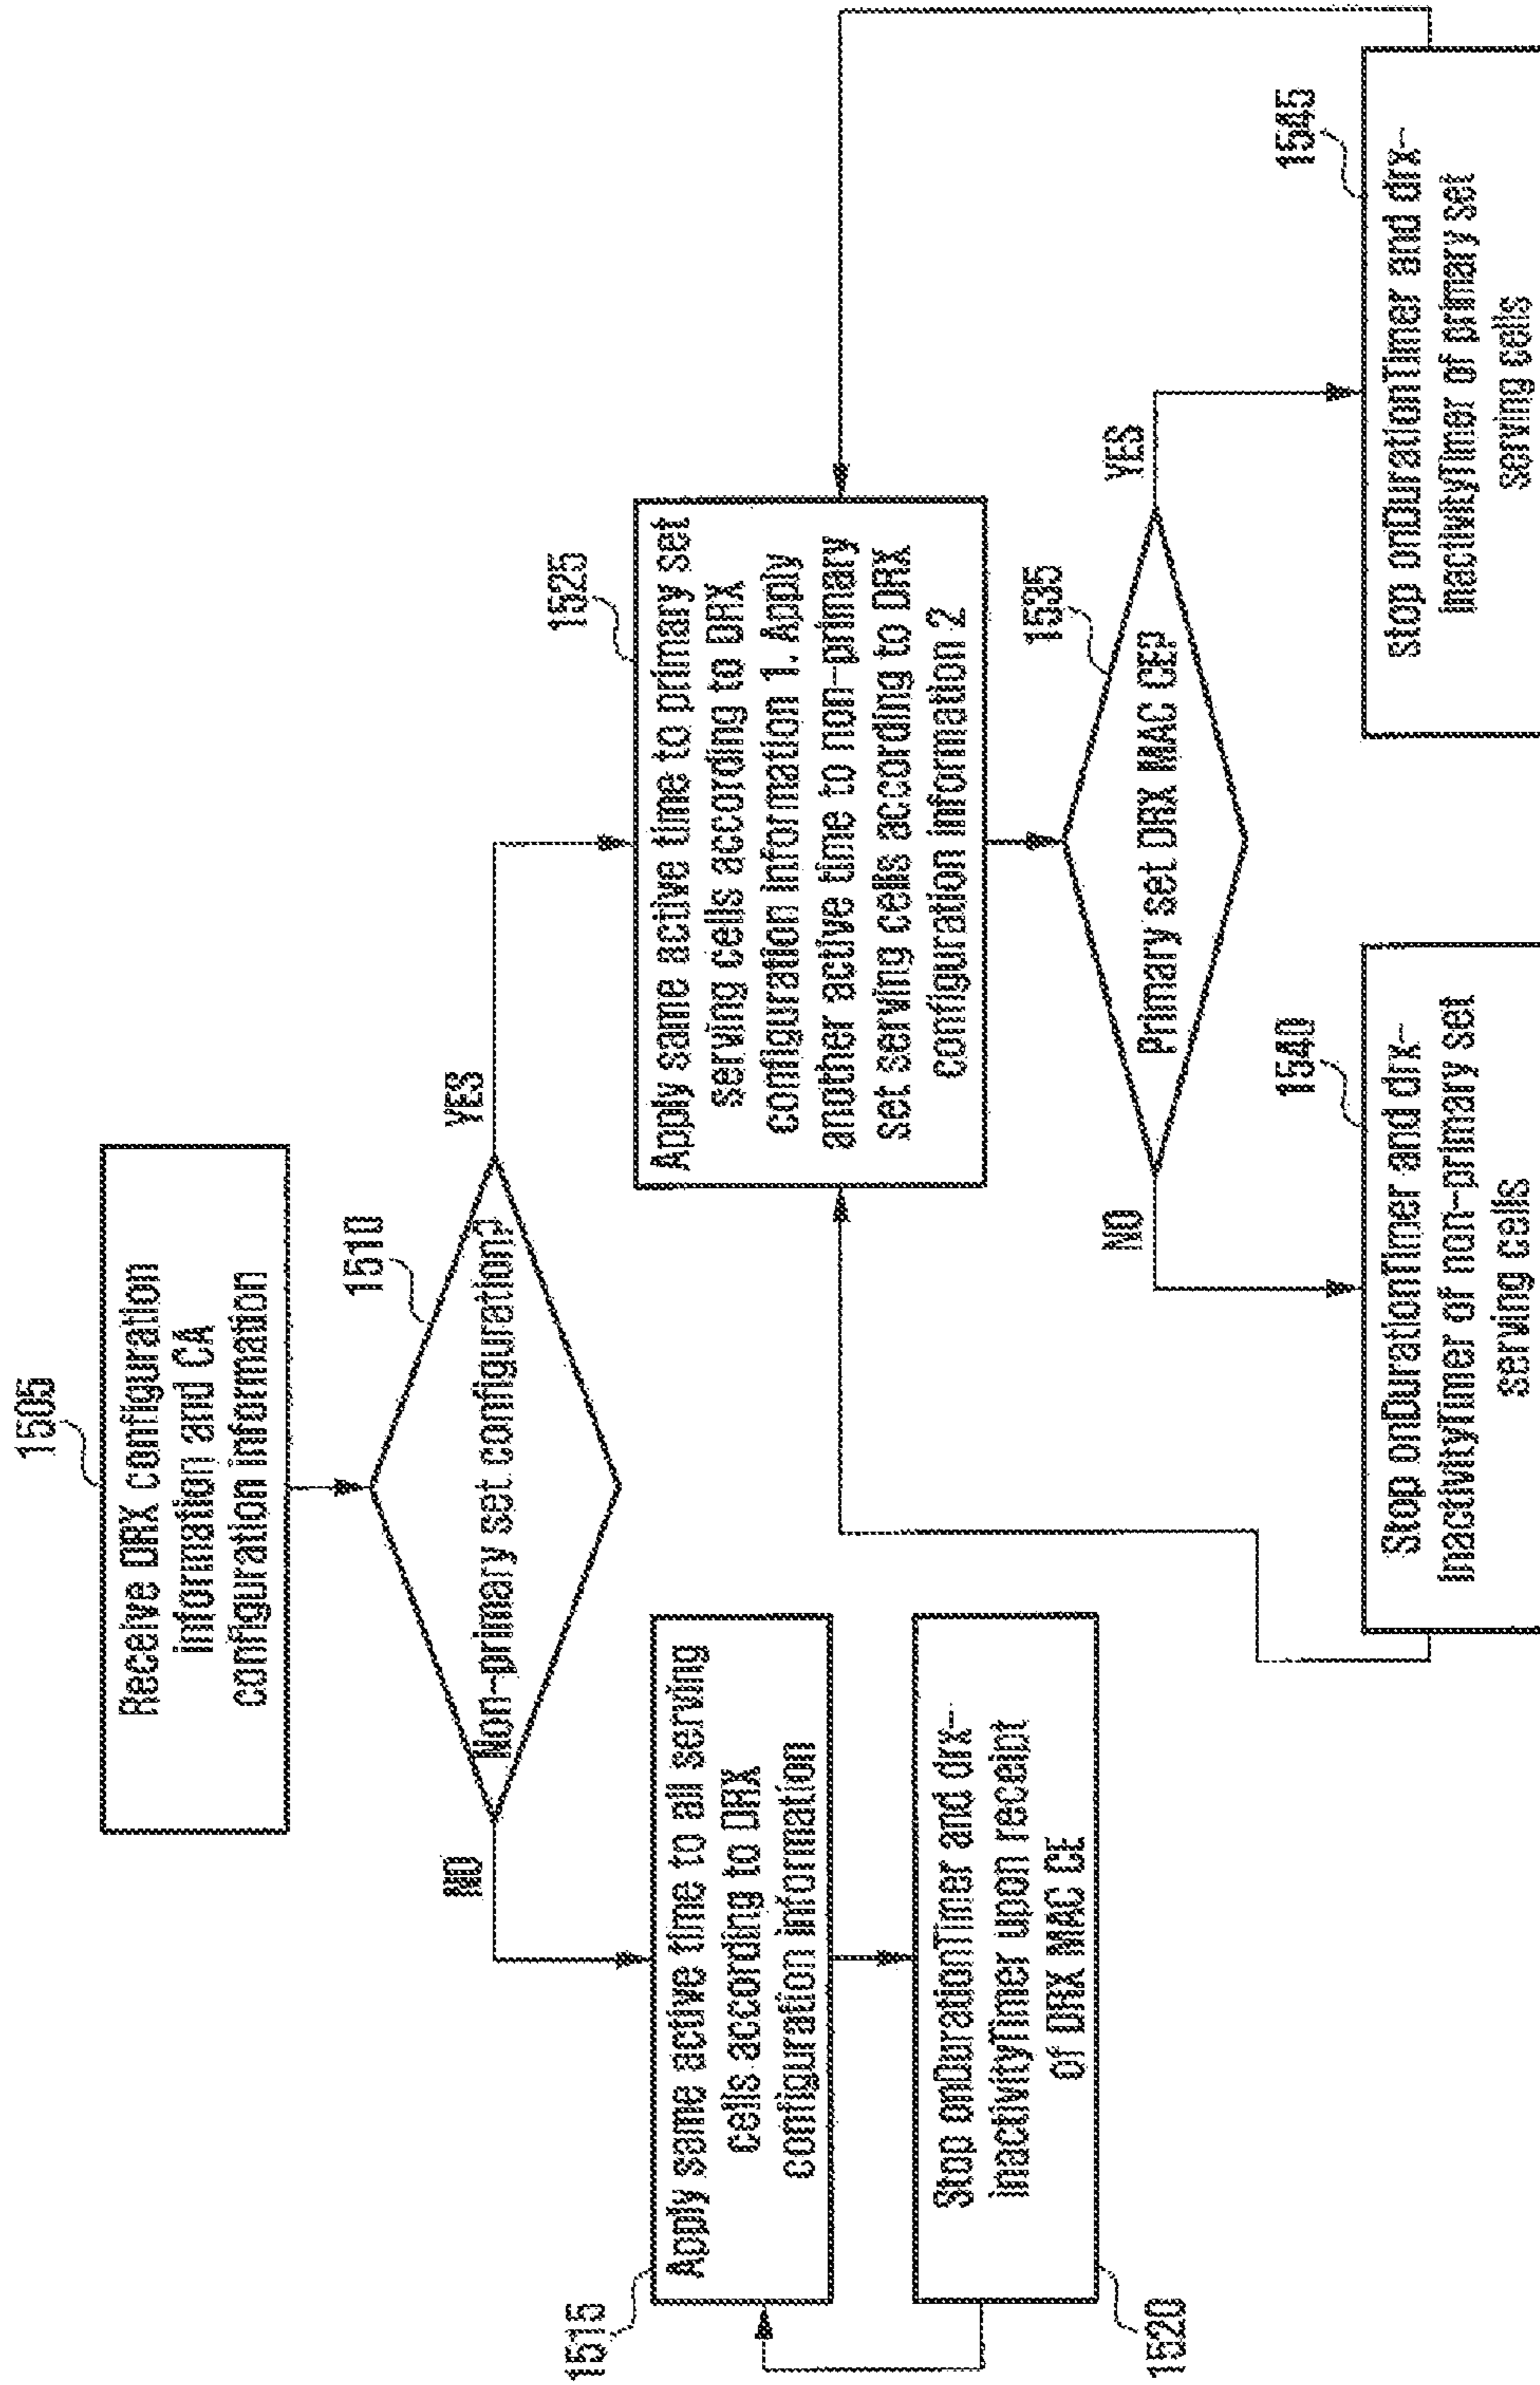 1505
Receive DRX configuration
information and CA
configuration information
1510
Non-primary set configuration?
NO
YES
1515
Apply same active time to all serving
cells according to DRX
configuration information
1520
Stop onDurationTimer and drx-
inactivityTimer upon receipt
of DRX MAC CE
1525
Apply same active time to primary set
serving cells according to DRX
configuration information 1. Apply
another active time to non-primary
set serving cells according to DRX
configuration information 2
1535
Primary set DRX MAC CE?
NO
YES
1540
Stop onDurationTimer and drx-
inactivityTimer of non-primary set
serving cells
1545
Stop onDurationTimer and drx-
inactivityTimer of primary set
serving cells